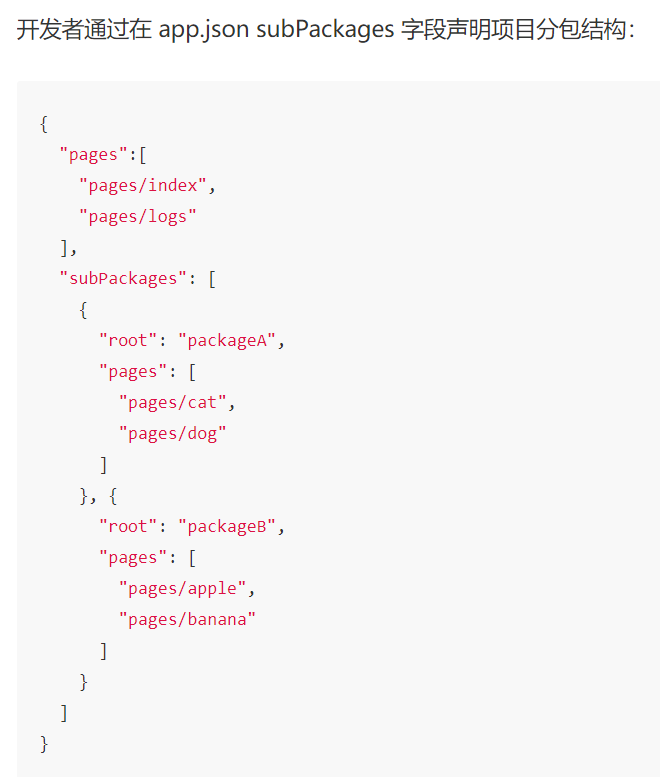 开发者通过在 app.json subPackages 字段声明项目分包结构：
{
  "pages":[
    "pages/index",
    "pages/logs"
  ],
  "subPackages": [
    {
      "root": "packageA",
      "pages": [
        "pages/cat",
        "pages/dog"
      ]
    }, {
      "root": "packageB",
      "pages": [
        "pages/apple",
        "pages/banana"
      ]
    }
  ]
}